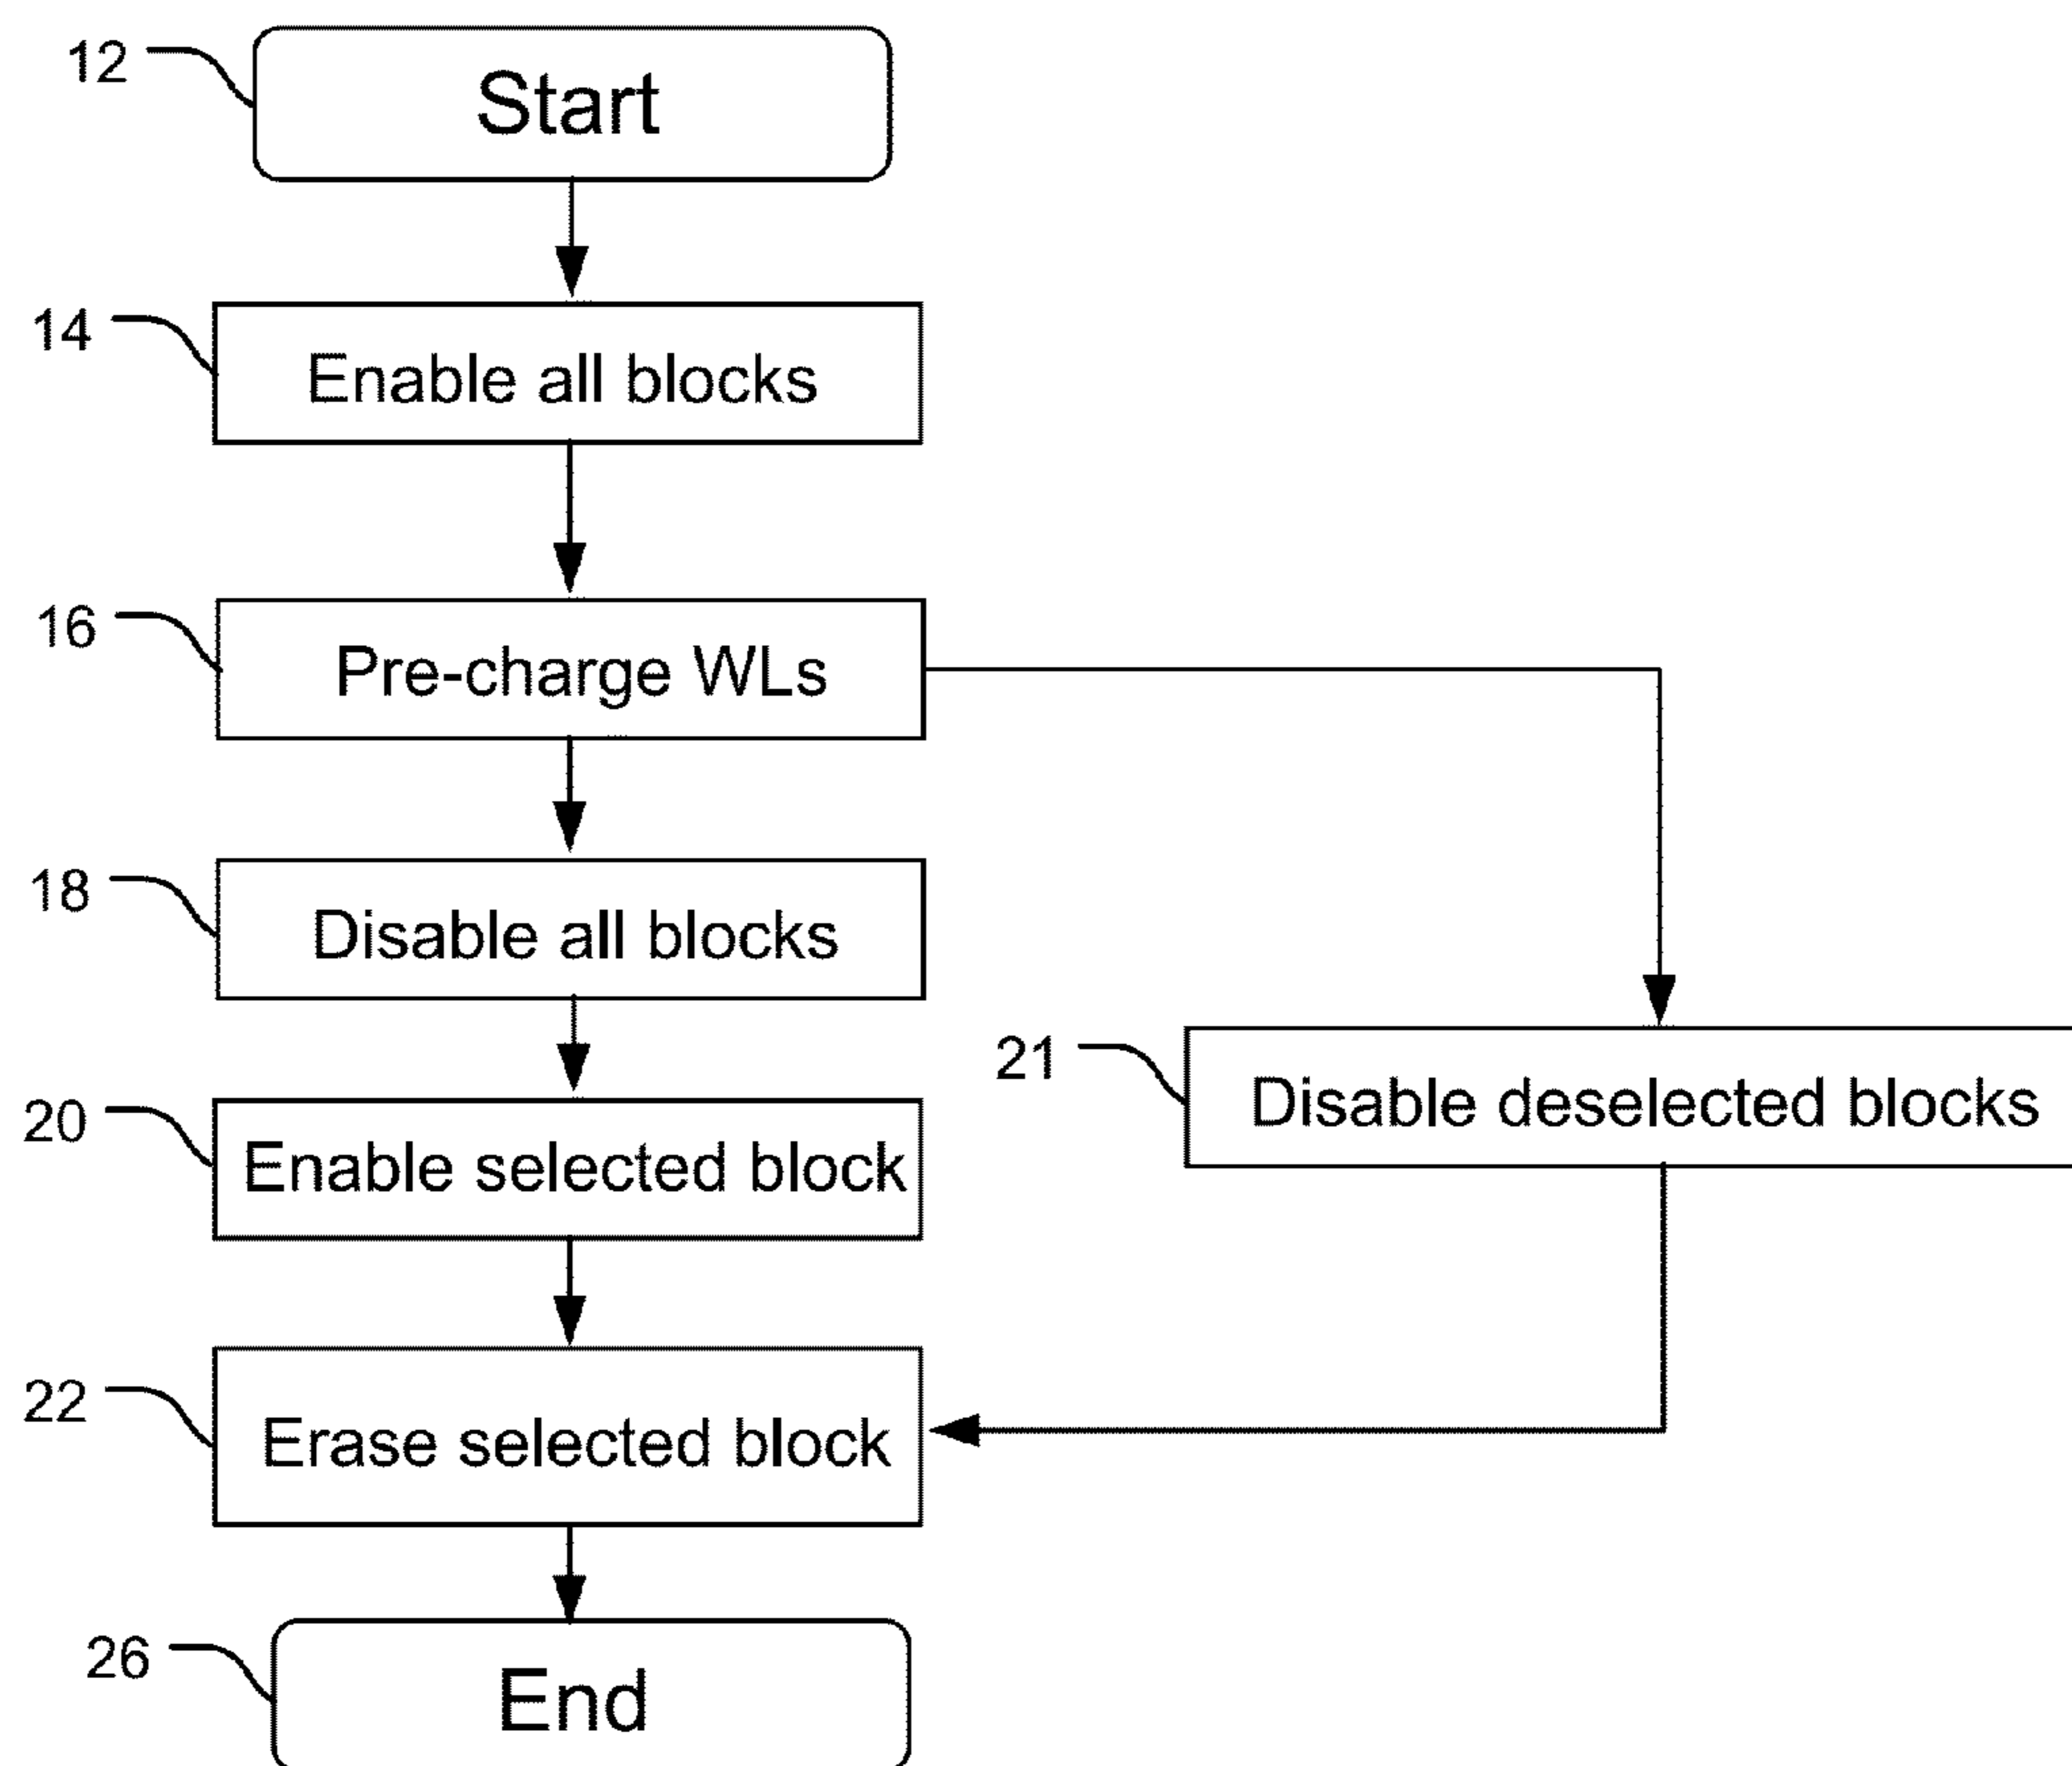 12
Start
14
Enable all blocks
16
Pre-charge WLs
18
Disable all blocks
20
Enable selected block
21
Disable deselected blocks
22
Erase selected block
26
End